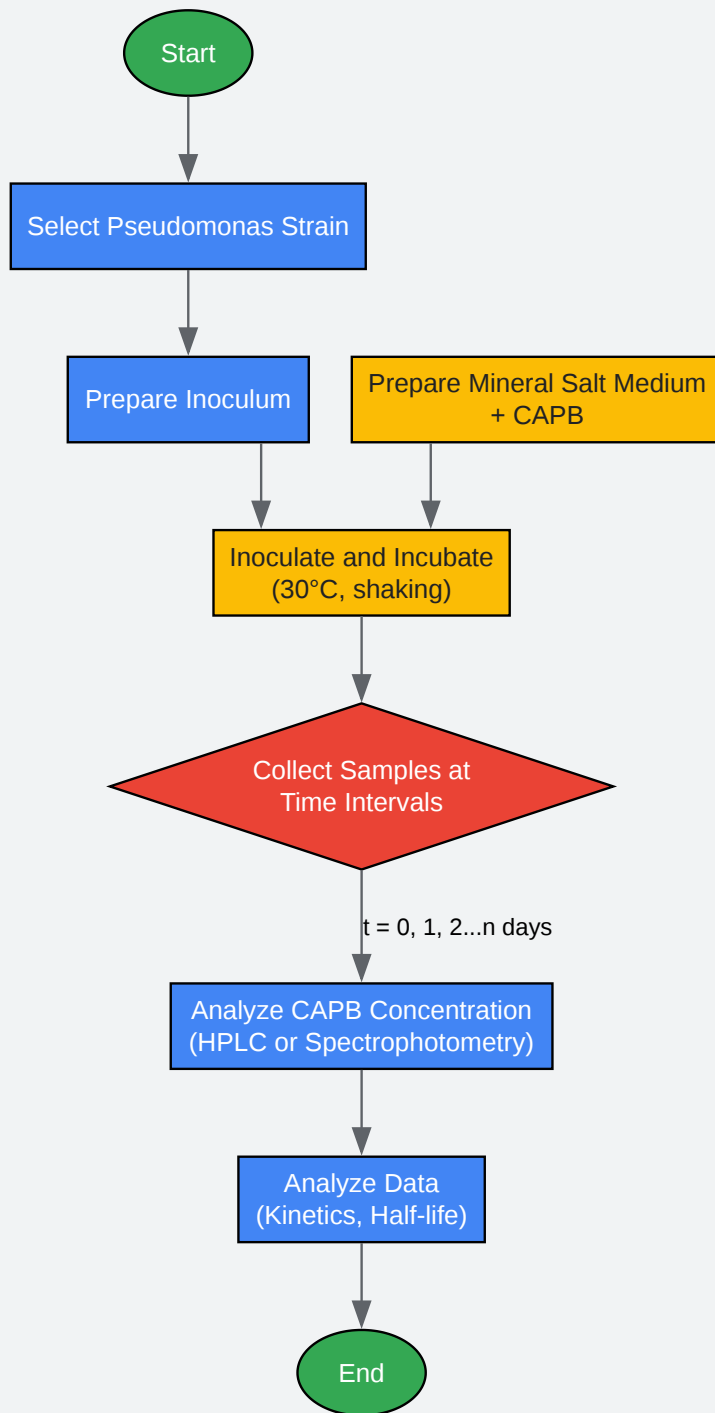 Start
Select Pseudomonas Strain
Prepare Inoculum
Prepare Mineral Salt Medium
+ CAPB
Inoculate and Incubate
(30°C, shaking)
Collect Samples at
Time Intervals
t = 0, 1, 2...n days
Analyze CAPB Concentration
(HPLC or Spectrophotometry)
Analyze Data
(Kinetics, Half-life)
End